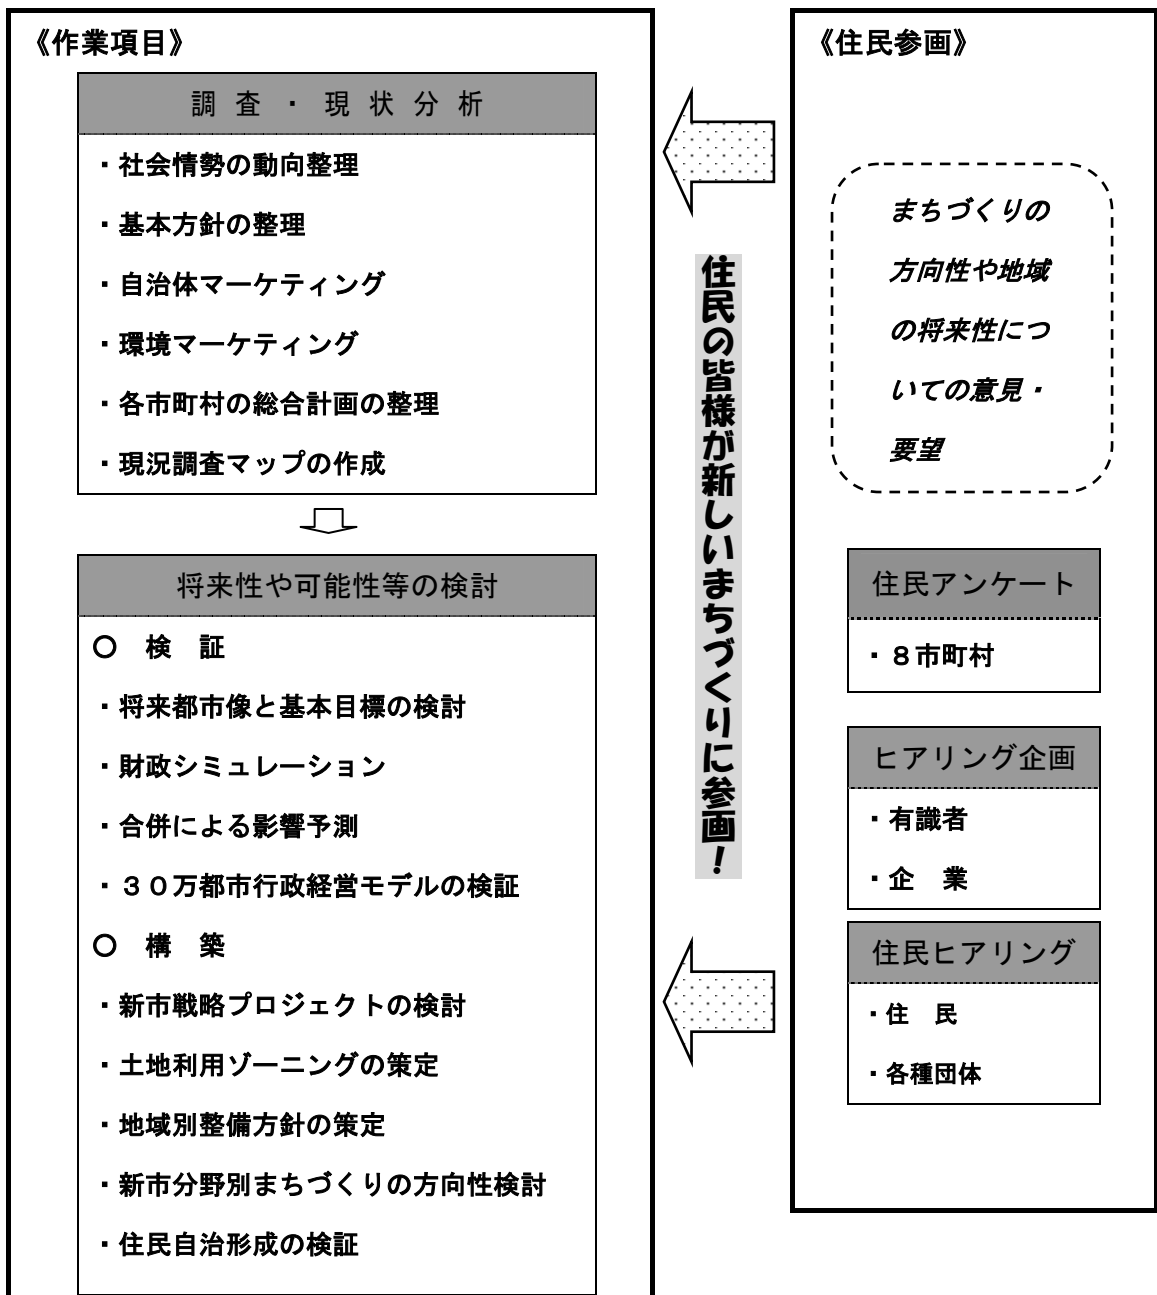 《作業項目》
調 査 ・ 現 状 分 析
・社会情勢の動向整理
・基本方針の整理
・自治体マーケティング
・環境マーケティング
・各市町村の総合計画の整理
・現況調査マップの作成
将来性や可能性等の検討
○　検　証
・将来都市像と基本目標の検討
・財政シミュレーション
・合併による影響予測
・３０万都市行政経営モデルの検証
○　構　築
・新市戦略プロジェクトの検討
・土地利用ゾーニングの策定
・地域別整備方針の策定
・新市分野別まちづくりの方向性検討
・住民自治形成の検証
住民の皆様が新しいまちづくりに参画！
《住民参画》
まちづくりの
方向性や地域
の将来性につ
いての意見・
要望
住民アンケート
・８市町村
ヒアリング企画
・有識者
・企　業
住民ヒアリング
・住　民
・各種団体